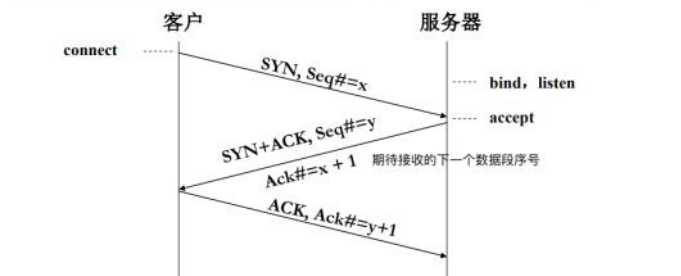 客户
服务器
connect
SYN, Seq#=x
bind，listen
accept
SYN+ACK, Seq#=y
Ack#=x + 1
期待接收的下一个数据段序号
ACK, Ack#=y+1